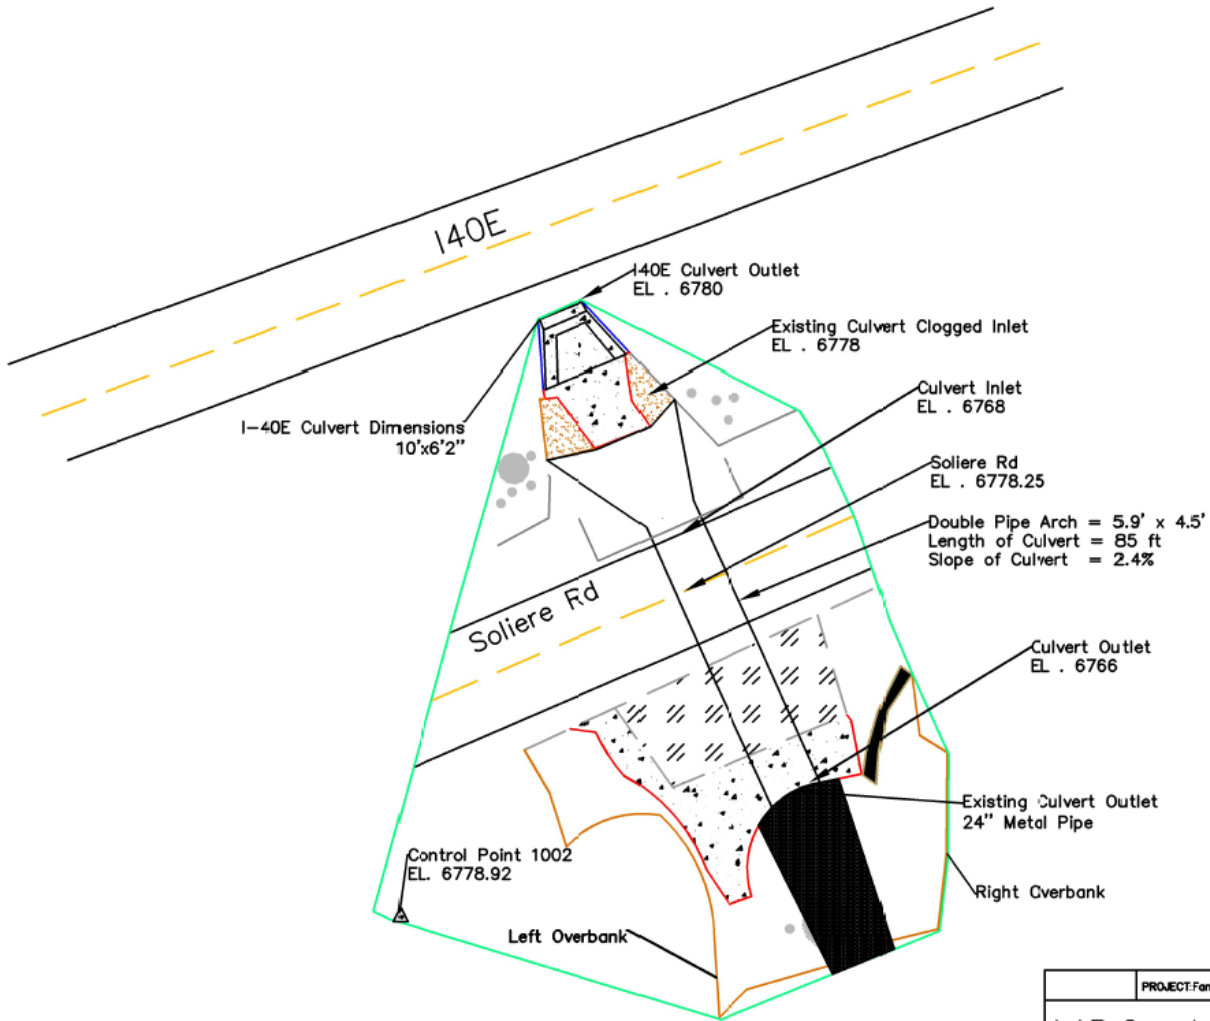 I40E
I40E Culvert Outlet
EL . 6780
Existing Culvert Clogged Inlet
EL . 6778
Culvert Inlet
EL . 6768
I-40E Culvert Dimensions
10'x6'2"
Soliere Rd
EL . 6778.25
Double Pipe Arch = 5.9' x 4.5'
Length of Culvert = 85 ft
Slope of Culvert = 2.4%
Soliere Rd
Culvert Outlet
EL . 6766
Existing Culvert Outlet
24" Metal Pipe
Control Point 1002
EL. 6778.92
Right Overbank
Left Overbank
PROJECT: